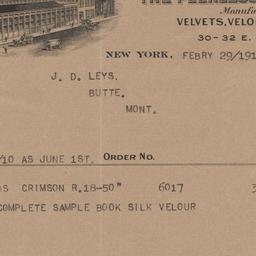 Manufa
VELVETS, VELO
30-32 E.
NEW YORK, FEBRY 29/191
J. D. LEYS.
BUTTE.
MONT.
/10 AS JUNE 1ST. ORDER NO.
CRIMSON R.18-50" 6017
COMPLETE SAMPLE BOOK SILK VELOUR